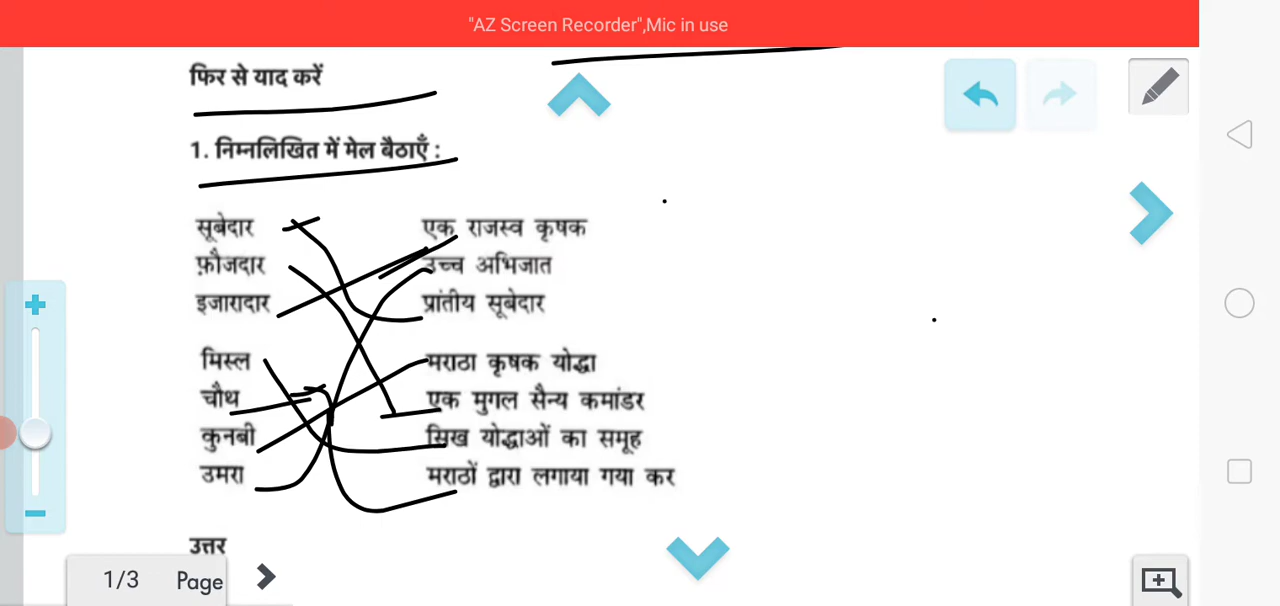 "AZ Screen Recorder",Mic in use
फिर से याद करें
1. निम्नलिखित में मेल बैठाएँ :
सूबेदार एक राजस्व कृषक
फ़ौजदार उच्च अभिजात
इजारादार प्रांतीय सूबेदार
मिस्ल मराठा कृषक योद्धा
चौथ एक मुगल सैन्य कमांडर
कुनबी सिख योद्धाओं का समूह
उमरा मराठों द्वारा लगाया गया कर
उत्तर
1/3 Page